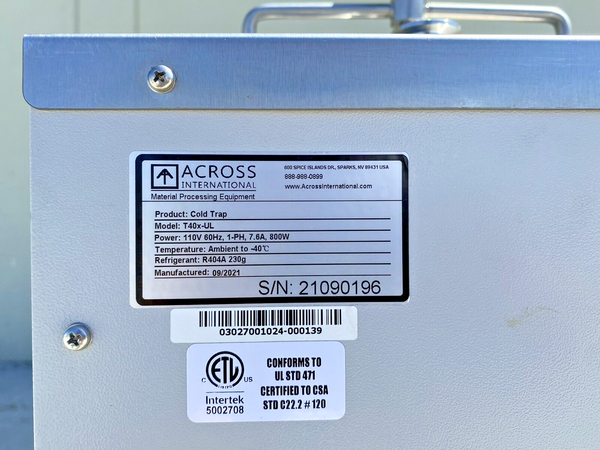 ACROSS
INTERNATIONAL
Material Processing Equipment
600 SPICE ISLANDS DR., SPARKS, NV 89431 USA
888-988-0899
www.AcrossInternational.com
Product: Cold Trap
Model: T40x-UL
Power: 110V 60Hz, 1-PH, 7.6A, 800W
Temperature: Ambient to -40℃
Refrigerant: R404A 230g
Manufactured: 09/2021
S/N: 21090196
03027001024-000139
ETL
C US
Intertek
5002708
CONFORMS TO
UL STD 471
CERTIFIED TO CSA
STD C22.2 # 120